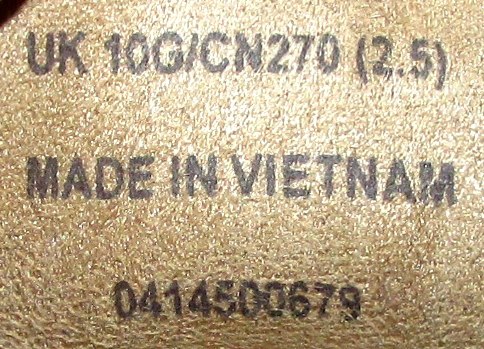 UK 10G/CN270 (2.5)
MADE IN VIETNAM
0414500679